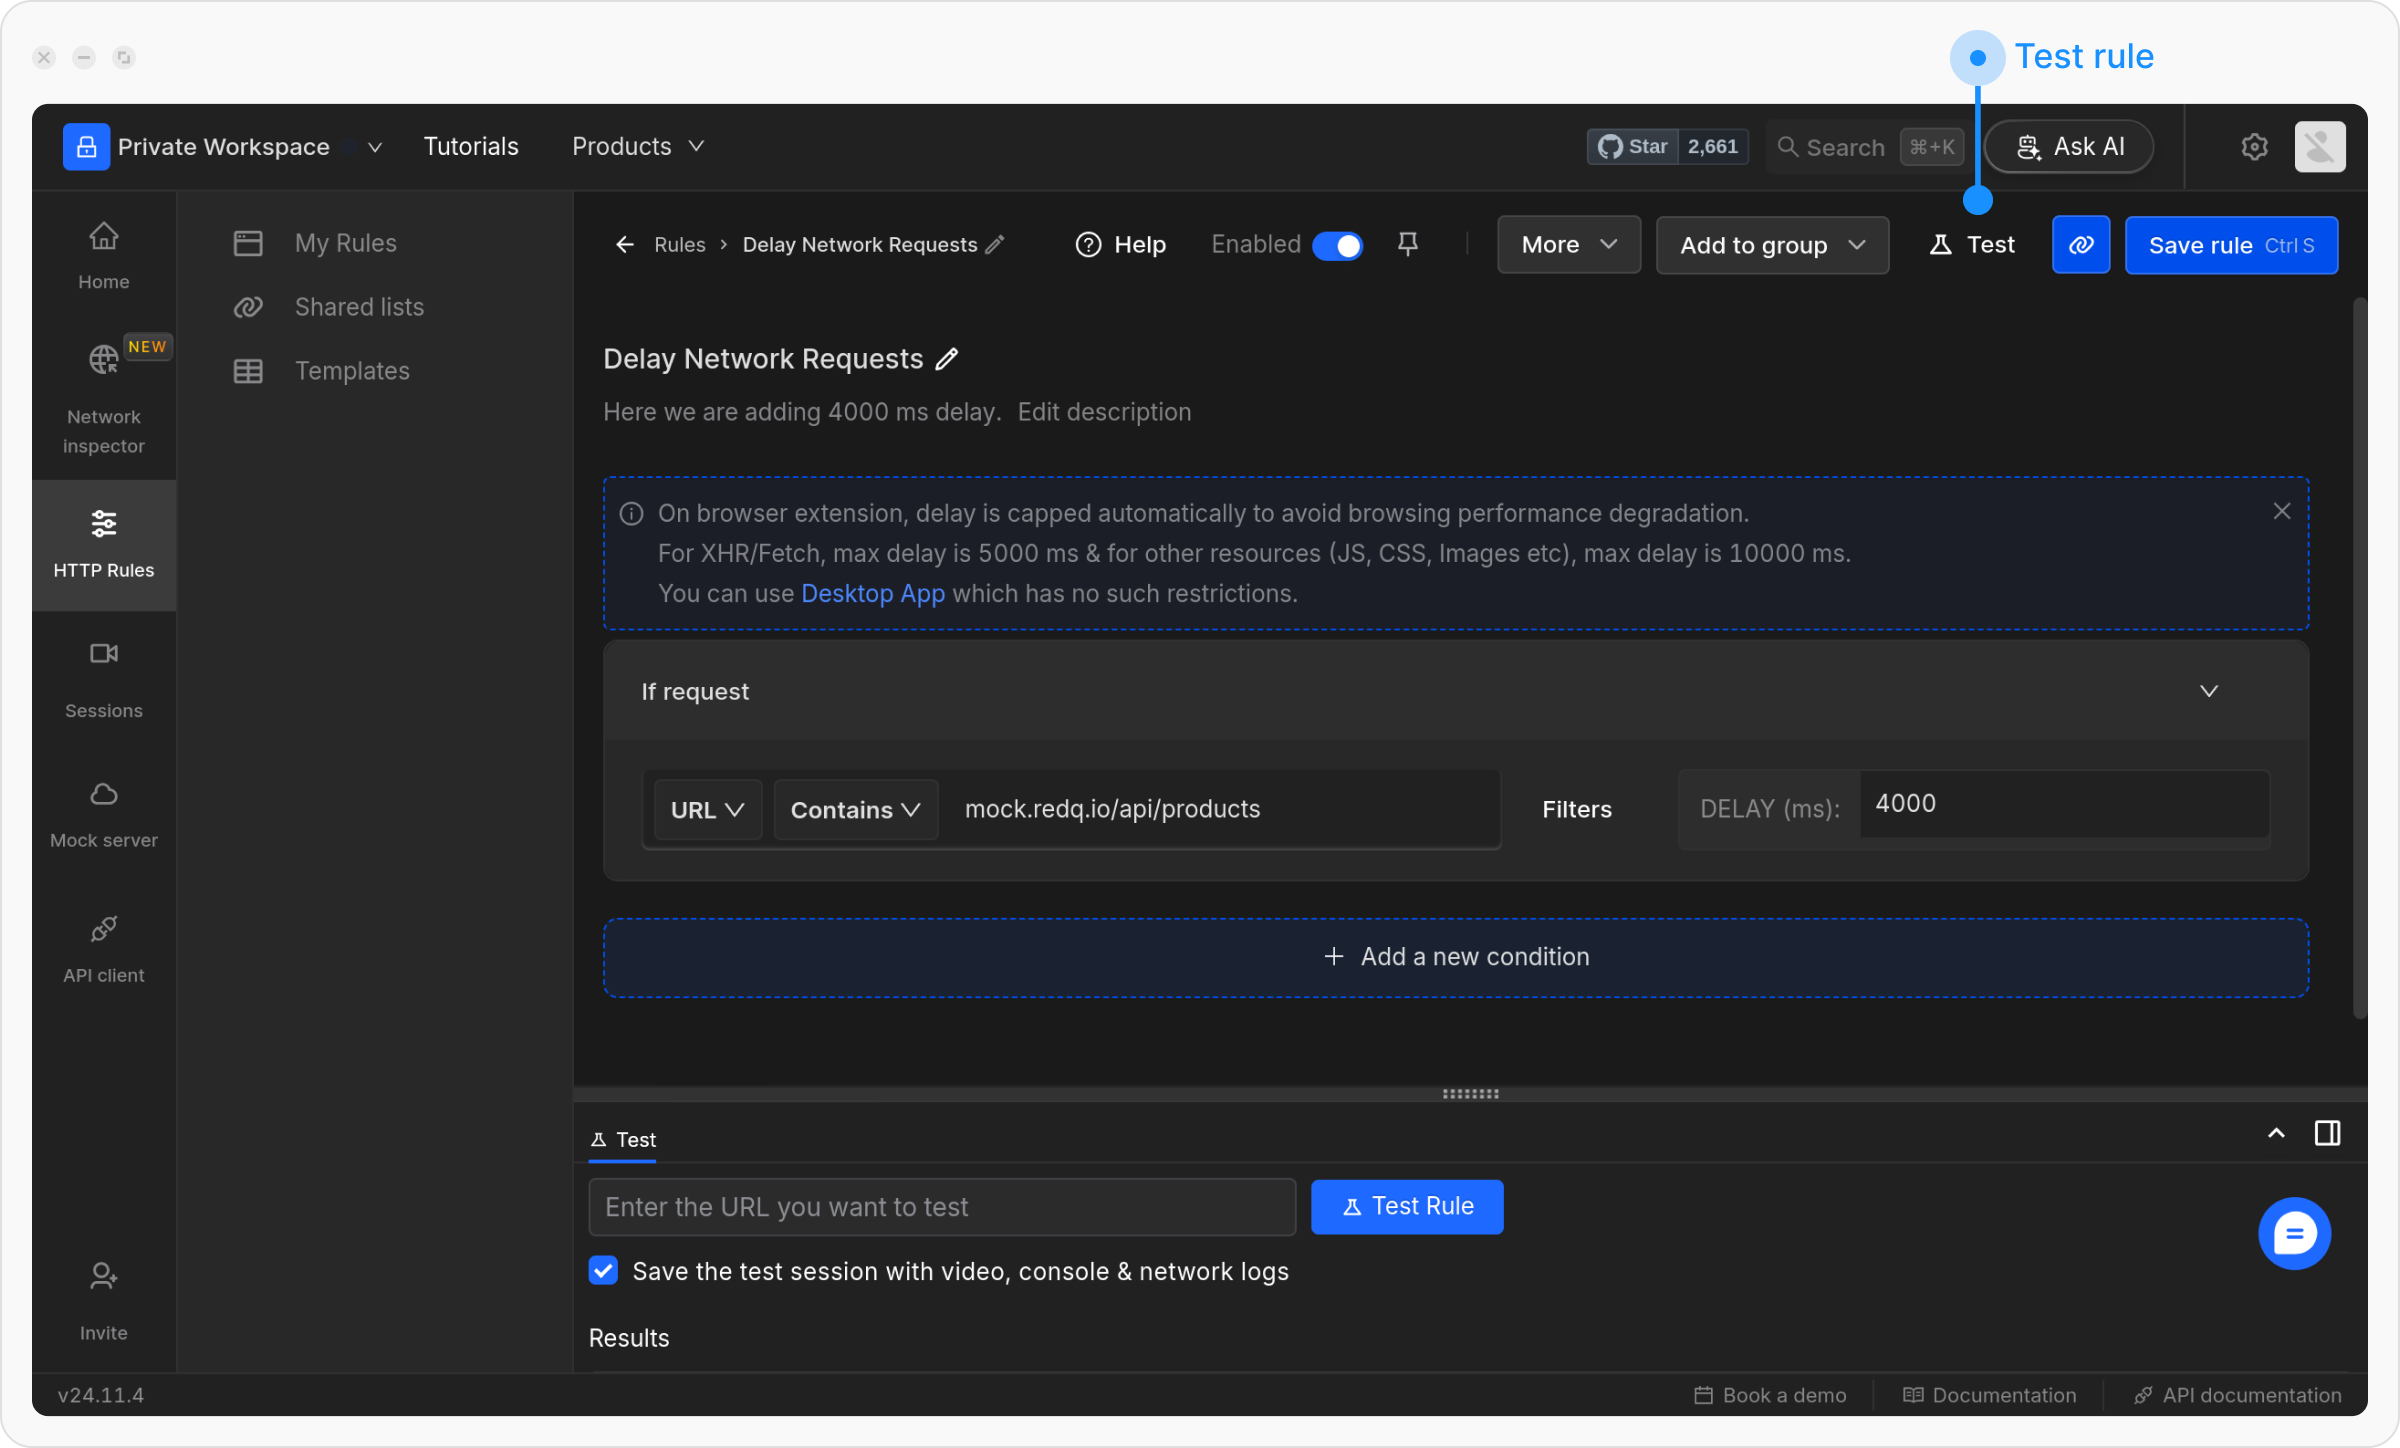 Test rule
Private Workspace
Tutorials
Products
Star 2,661
Search ⌘+K
Ask AI
Home
NEW
Network
inspector
HTTP Rules
Sessions
Mock server
API client
Invite
My Rules
Shared lists
Templates
Rules > Delay Network Requests
Help
Enabled
More
Add to group
Test
Save rule Ctrl S
Delay Network Requests
Here we are adding 4000 ms delay. Edit description
On browser extension, delay is capped automatically to avoid browsing performance degradation.
For XHR/Fetch, max delay is 5000 ms & for other resources (JS, CSS, Images etc), max delay is 10000 ms.
You can use Desktop App which has no such restrictions.
If request
URL Contains mock.redq.io/api/products Filters DELAY (ms): 4000
+ Add a new condition
Test
Enter the URL you want to test
Test Rule
Save the test session with video, console & network logs
Results
v24.11.4
Book a demo
Documentation
API documentation